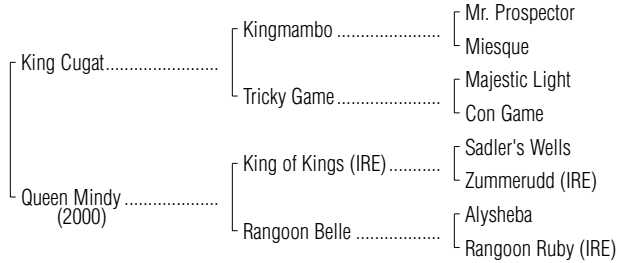 Mr. Prospector
Kingmambo ....................
Miesque
King Cugat.......................
Majestic Light
Tricky Game ....................
Con Game
Sadler's Wells
King of Kings (IRE)...........
Zummerudd (IRE)
Queen Mindy ...................
(2000)
Alysheba
Rangoon Belle .................
Rangoon Ruby (IRE)